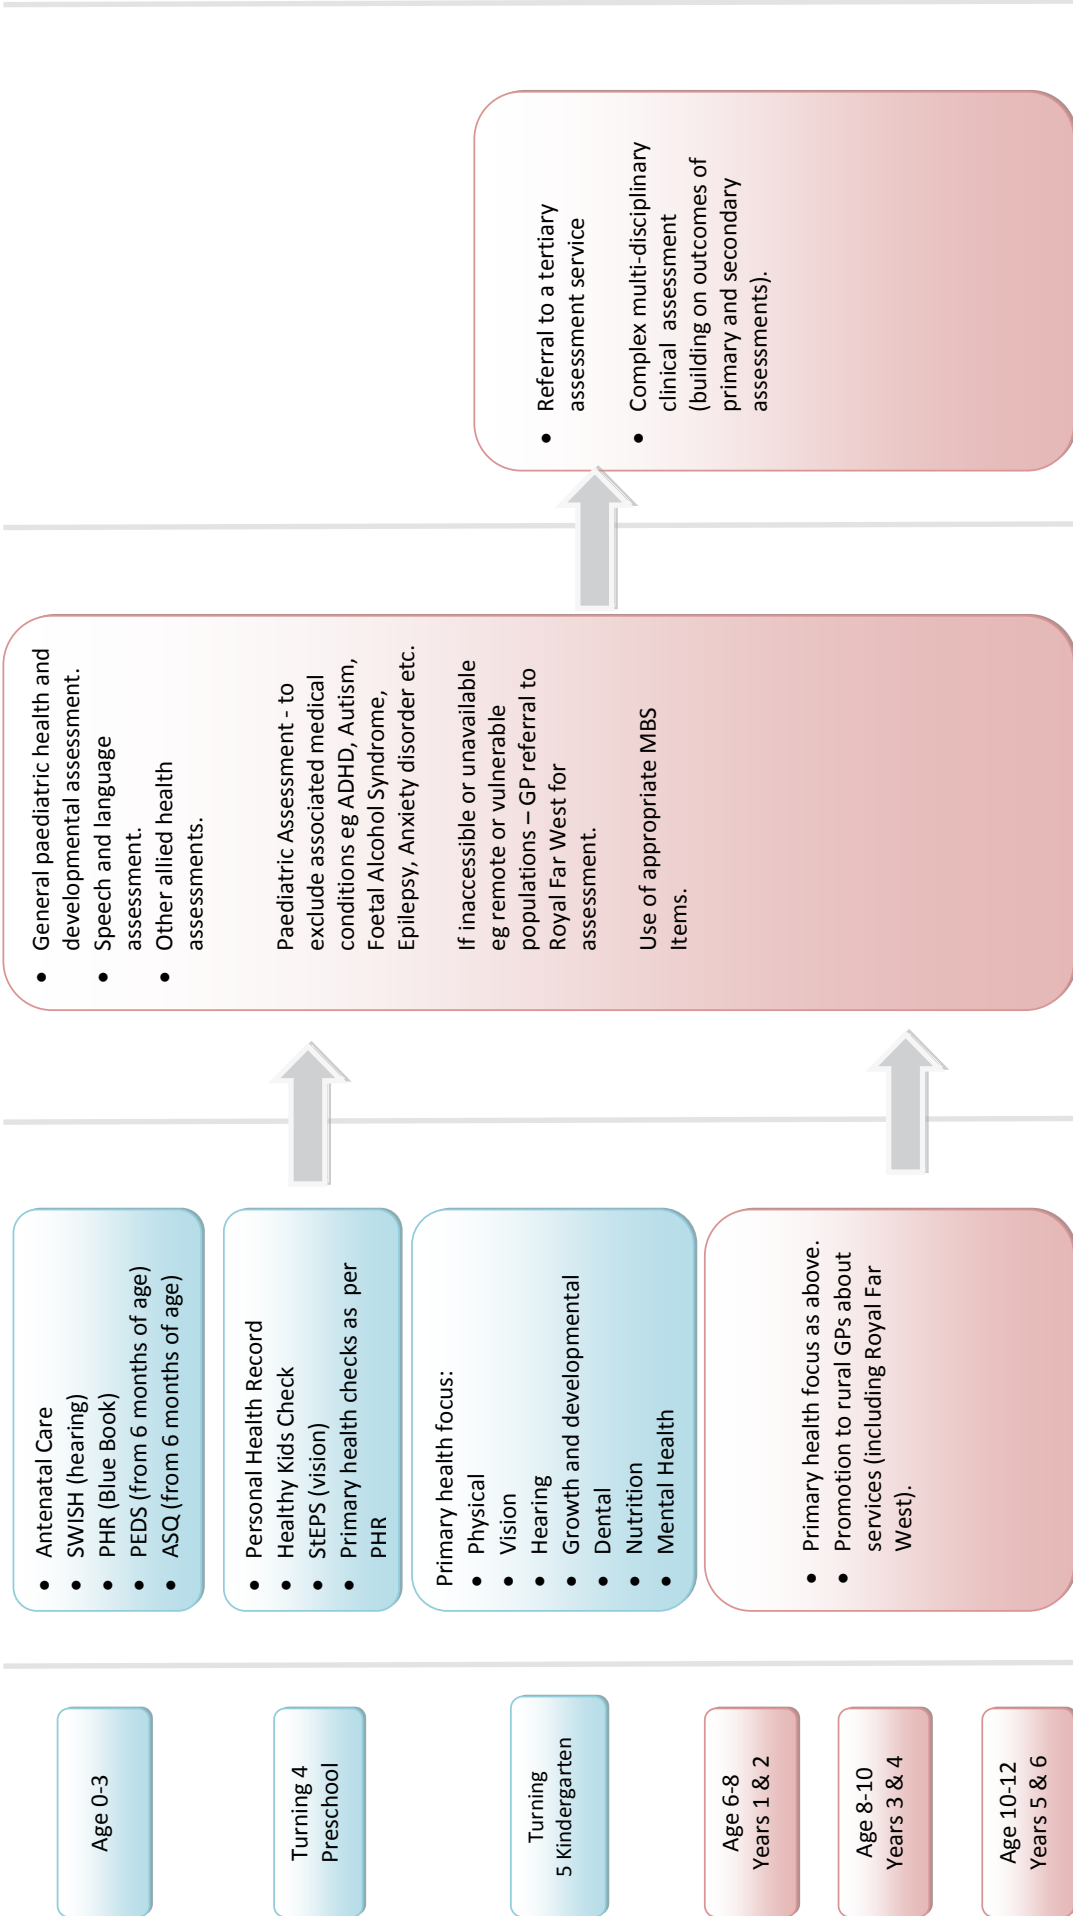 Age 0-3
Turning 4
Preschool
Turning
5 Kindergarten
Age 6-8
Years 1 & 2
Age 8-10
Years 3 & 4
Age 10-12
Years 5 & 6
• Antenatal Care
• SWISH (hearing)
• PHR (Blue Book)
• PEDS (from 6 months of age)
• ASQ (from 6 months of age)
• Personal Health Record
• Healthy Kids Check
• StEPS (vision)
• Primary health checks as per
PHR
Primary health focus:
• Physical
• Vision
• Hearing
• Growth and developmental
• Dental
• Nutrition
• Mental Health
• Primary health focus as above.
• Promotion to rural GPs about
services (including Royal Far
West).
• General paediatric health and
developmental assessment.
• Speech and language
assessment.
• Other allied health
assessments.
Paediatric Assessment - to
exclude associated medical
conditions eg ADHD, Autism,
Foetal Alcohol Syndrome,
Epilepsy, Anxiety disorder etc.
If inaccessible or unavailable
eg remote or vulnerable
populations – GP referral to
Royal Far West for
assessment.
Use of appropriate MBS
Items.
• Referral to a tertiary
assessment service
• Complex multi-disciplinary
clinical assessment
(building on outcomes of
primary and secondary
assessments).